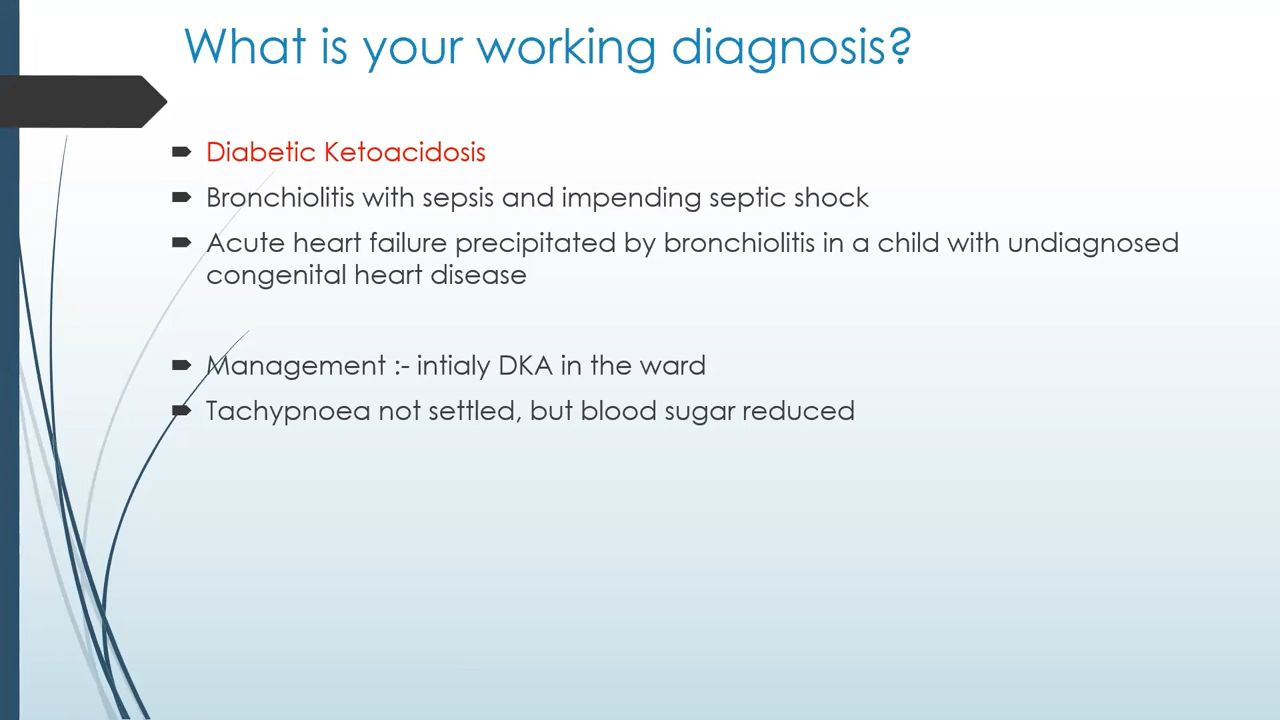 What is your working diagnosis?
Diabetic Ketoacidosis
Bronchiolitis with sepsis and impending septic shock
Acute heart failure precipitated by bronchiolitis in a child with undiagnosed
congenital heart disease
Management :- intialy DKA in the ward
Tachypnoea not settled, but blood sugar reduced